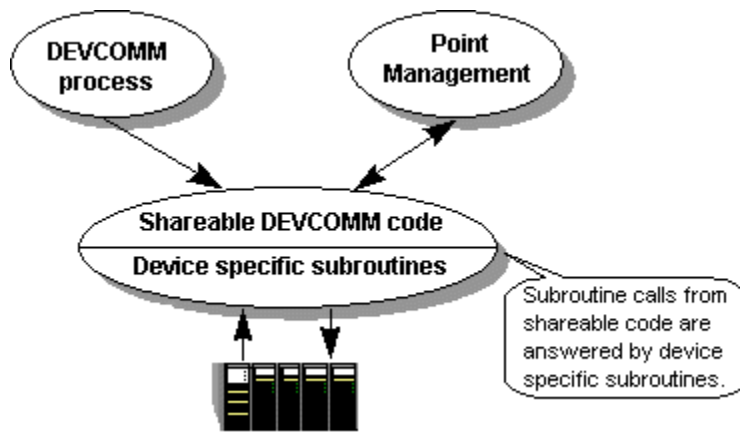 DEVCOMM
process
Point
Management
Shareable DEVCOMM code
Device specific subroutines
Subroutine calls from
shareable code are
answered by device
specific subroutines.